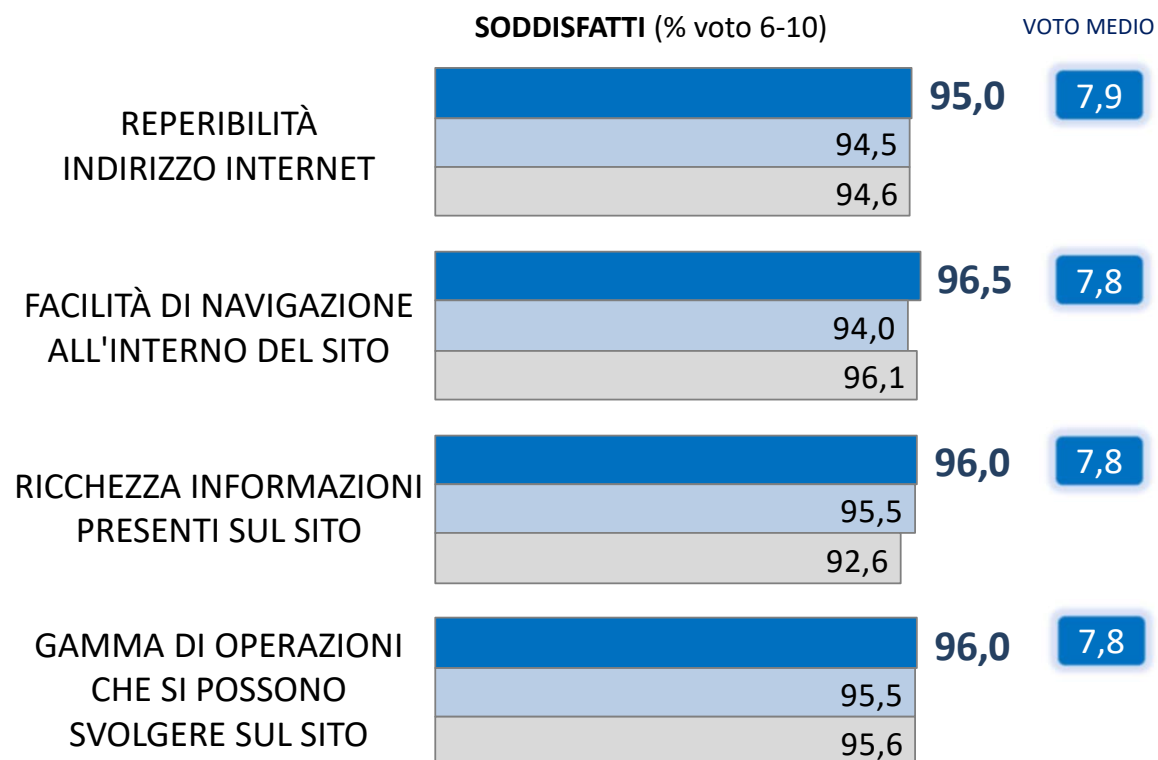 SODDISFATTI (% voto 6-10)
VOTO MEDIO
REPERIBILITÀ
INDIRIZZO INTERNET
95,0
7,9
94,5
94,6
FACILITÀ DI NAVIGAZIONE
ALL'INTERNO DEL SITO
96,5
7,8
94,0
96,1
RICCHEZZA INFORMAZIONI
PRESENTI SUL SITO
96,0
7,8
95,5
92,6
GAMMA DI OPERAZIONI
CHE SI POSSONO
SVOLGERE SUL SITO
96,0
7,8
95,5
95,6